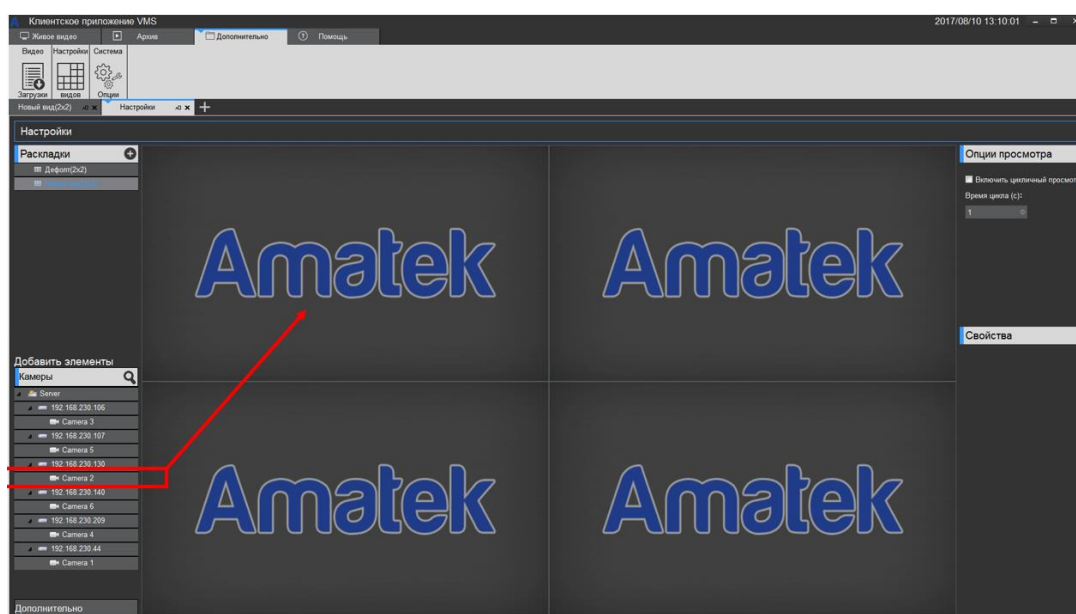 Клиентское приложение VMS
2017/08/10 13:10:01
Живое видео
Архив
Дополнительно
Помощь
Видео
Настройки
Система
Загрузки
видов
Опции
Новый вид(2x2)
Настройки
Настройки
Раскладки
Дефолт(2x2)
Опции просмотра
Включить цикличный просмот
Время цикла (с):
1
Amatek
Amatek
Свойства
Добавить элементы
Камеры
Server
192.168.230.106
Camera 3
192.168.230.107
Camera 5
192.168.230.130
Camera 2
192.168.230.140
Camera 6
192.168.230.209
Camera 4
192.168.230.44
Camera 1
Amatek
Amatek
Дополнительно